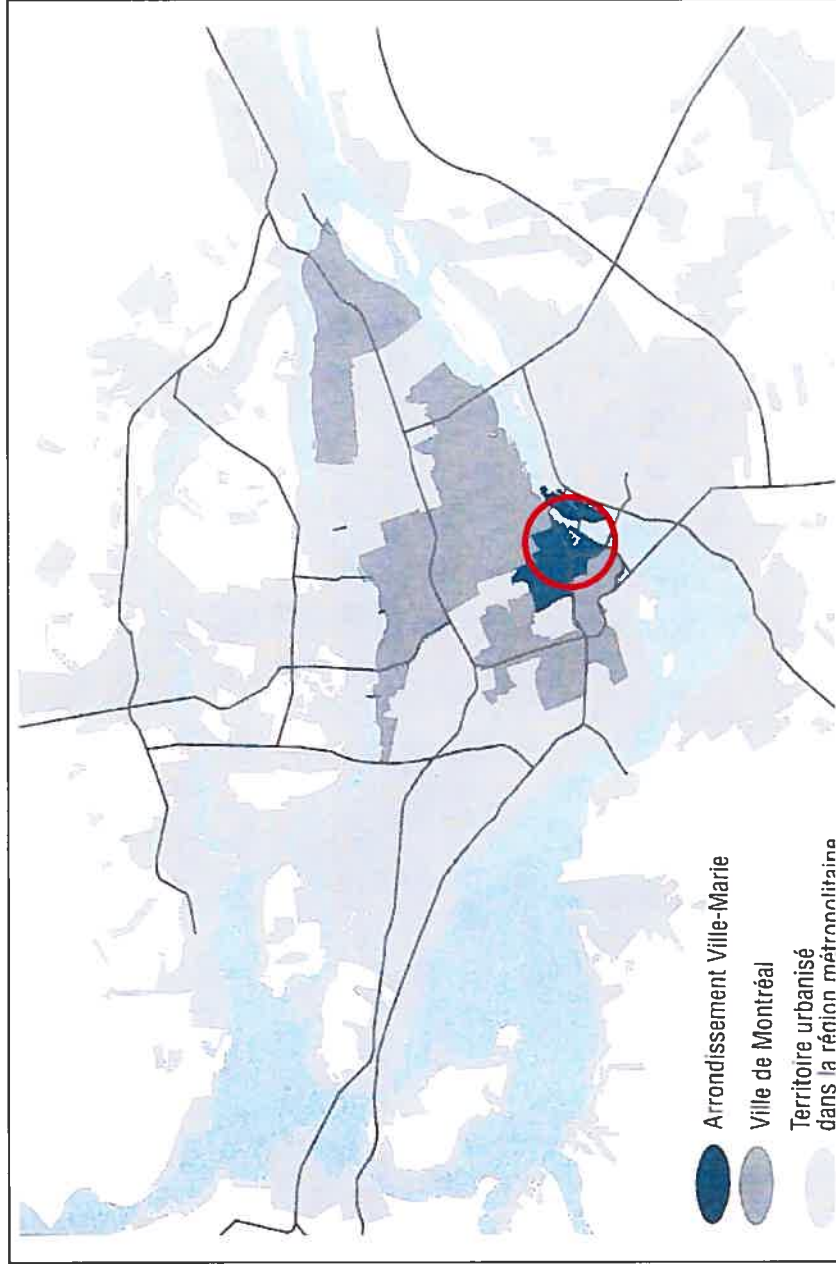 Arrondissement Ville-Marie
Ville de Montréal
Territoire urbanisé
dans la région métropolitaine